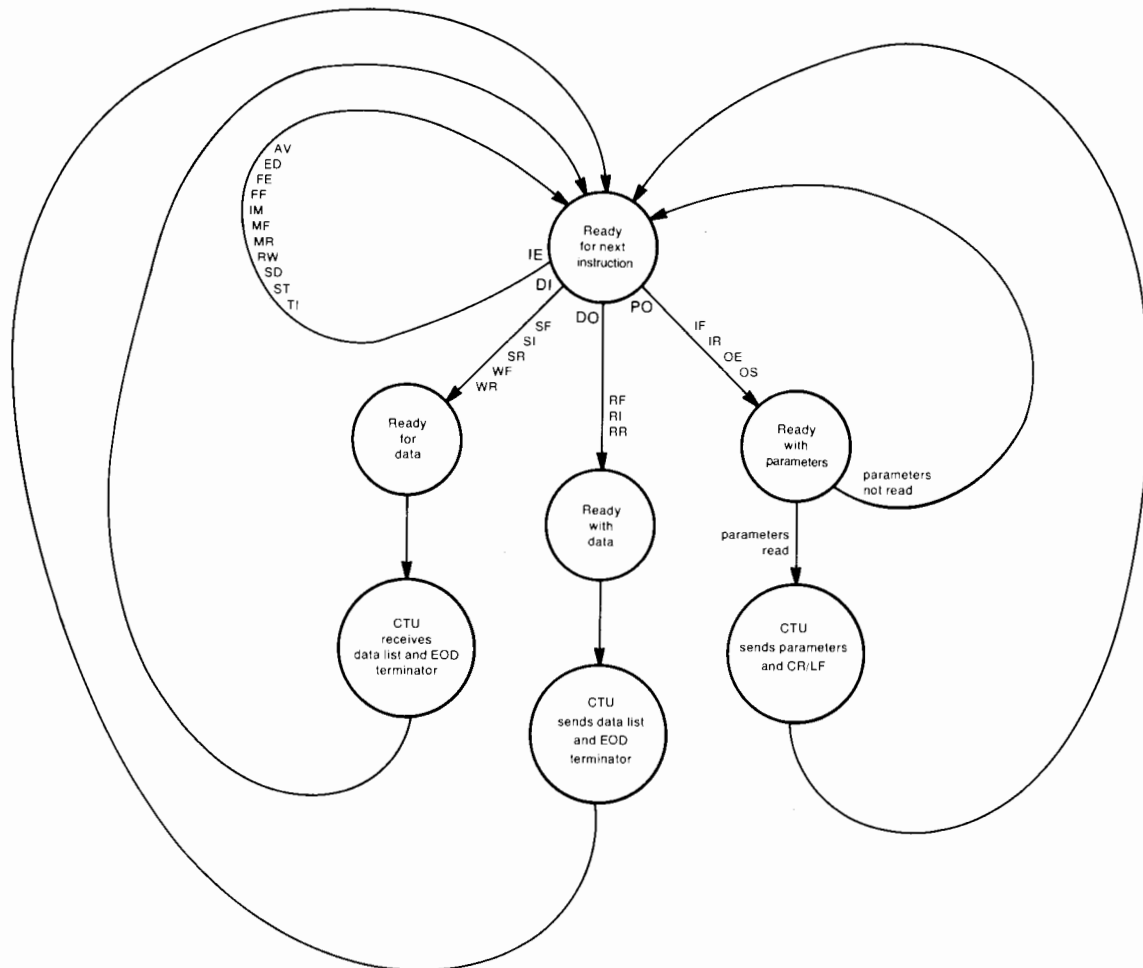 AV
ED
FE
FF
IM
MF
MR
RW
SD
ST
TI
Ready
for next
instruction
IE
DI
DO
PO
SF
SI
SR
WF
WR
RF
RI
RR
IF
IR
OE
OS
Ready
for
data
Ready
with
data
Ready
with
parameters
parameters
not read
parameters
read
CTU
receives
data list and EOD
terminator
CTU
sends data list
and EOD
terminator
CTU
sends parameters
and CR/LF